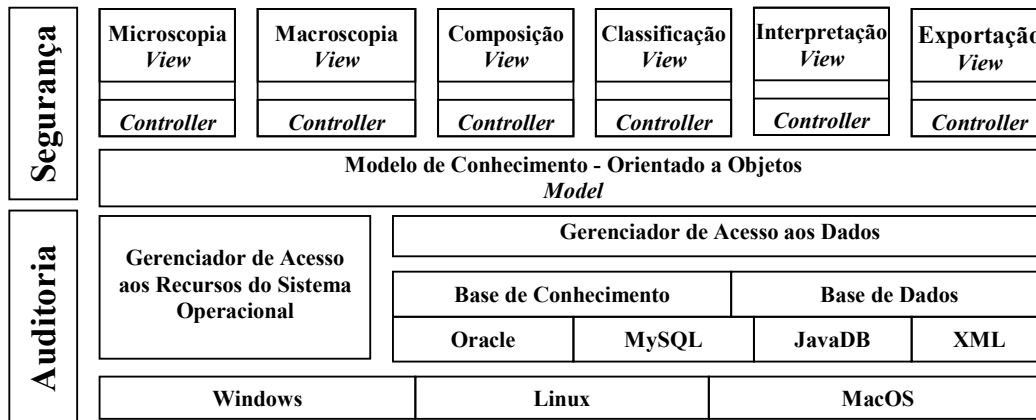 Segurança
Microscopia
View
Controller
Macroscopia
View
Controller
Composição
View
Controller
Classificação
View
Controller
Interpretação
View
Controller
Exportação
View
Controller
Modelo de Conhecimento - Orientado a Objetos
Model
Auditoria
Gerenciador de Acesso
aos Recursos do Sistema
Operacional
Gerenciador de Acesso aos Dados
Base de Conhecimento
Base de Dados
Oracle
MySQL
JavaDB
XML
Windows
Linux
MacOS